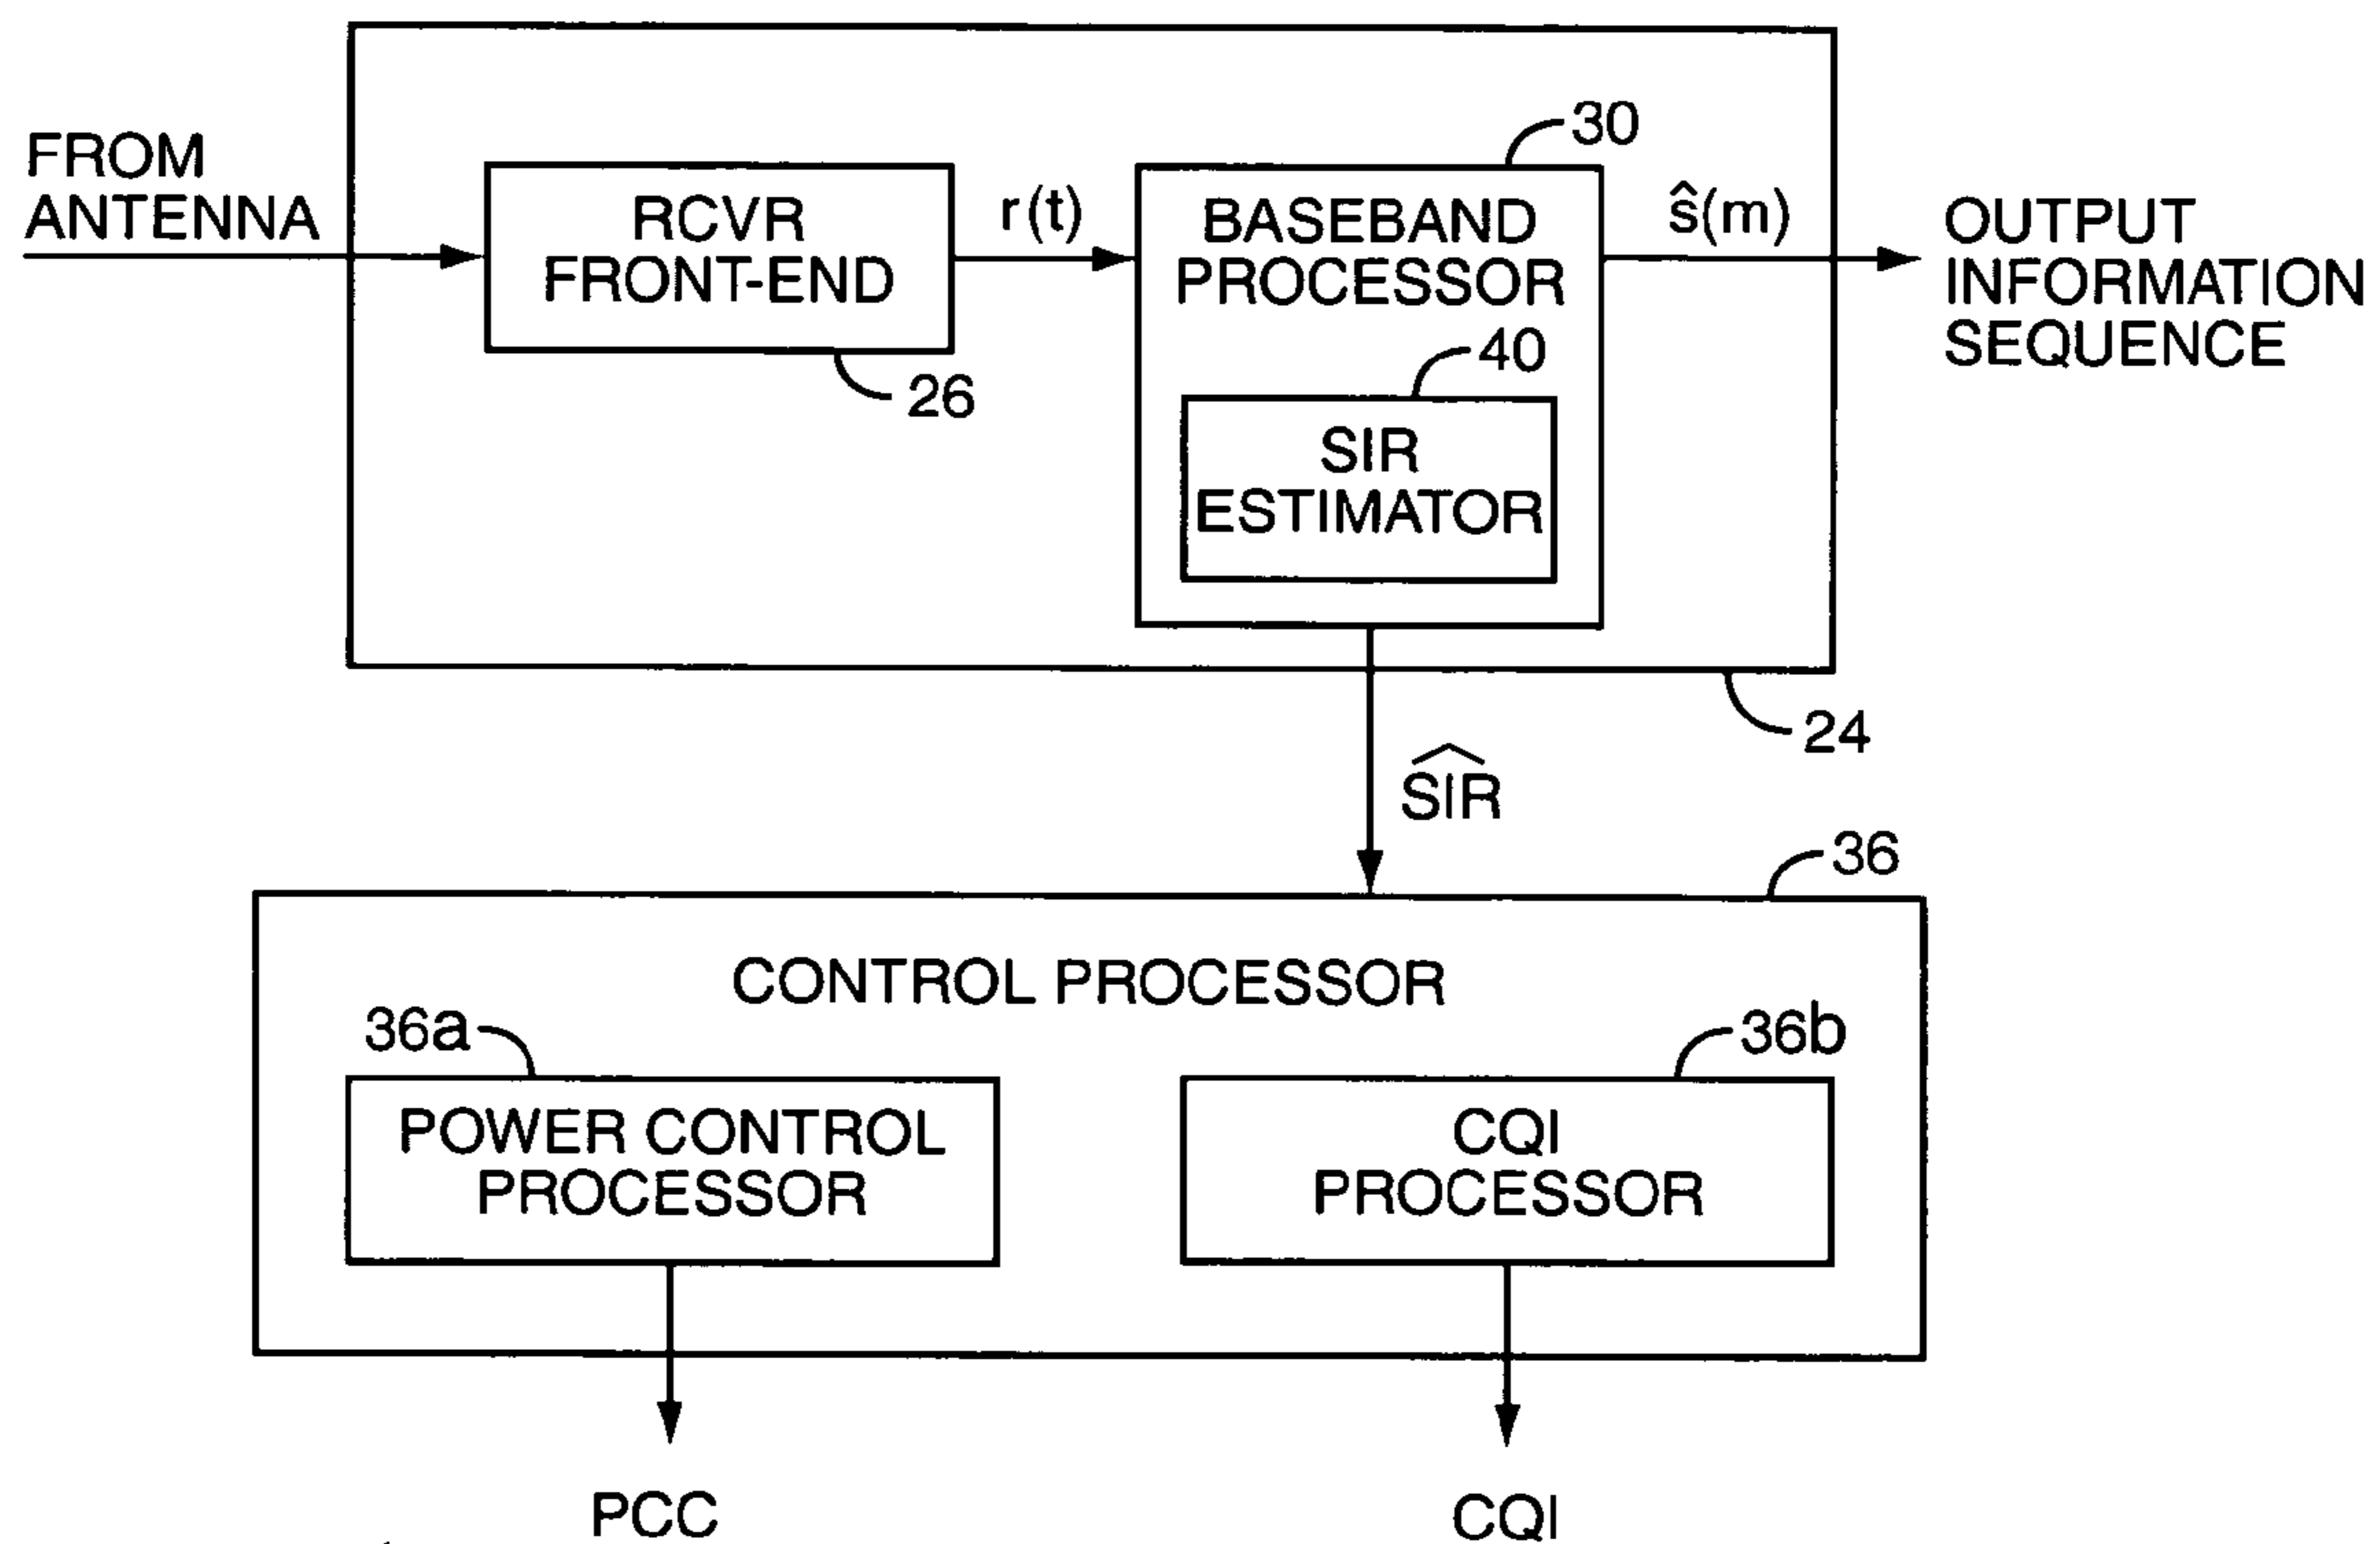 FROM
ANTENNA
RCVR
FRONT-END
26
r(t)
30
BASEBAND
PROCESSOR
40
SIR
ESTIMATOR
ŝ(m)
OUTPUT
INFORMATION
SEQUENCE
24
$\widehat{SIR}$
36
CONTROL PROCESSOR
36a
POWER CONTROL
PROCESSOR
36b
CQI
PROCESSOR
PCC
CQI